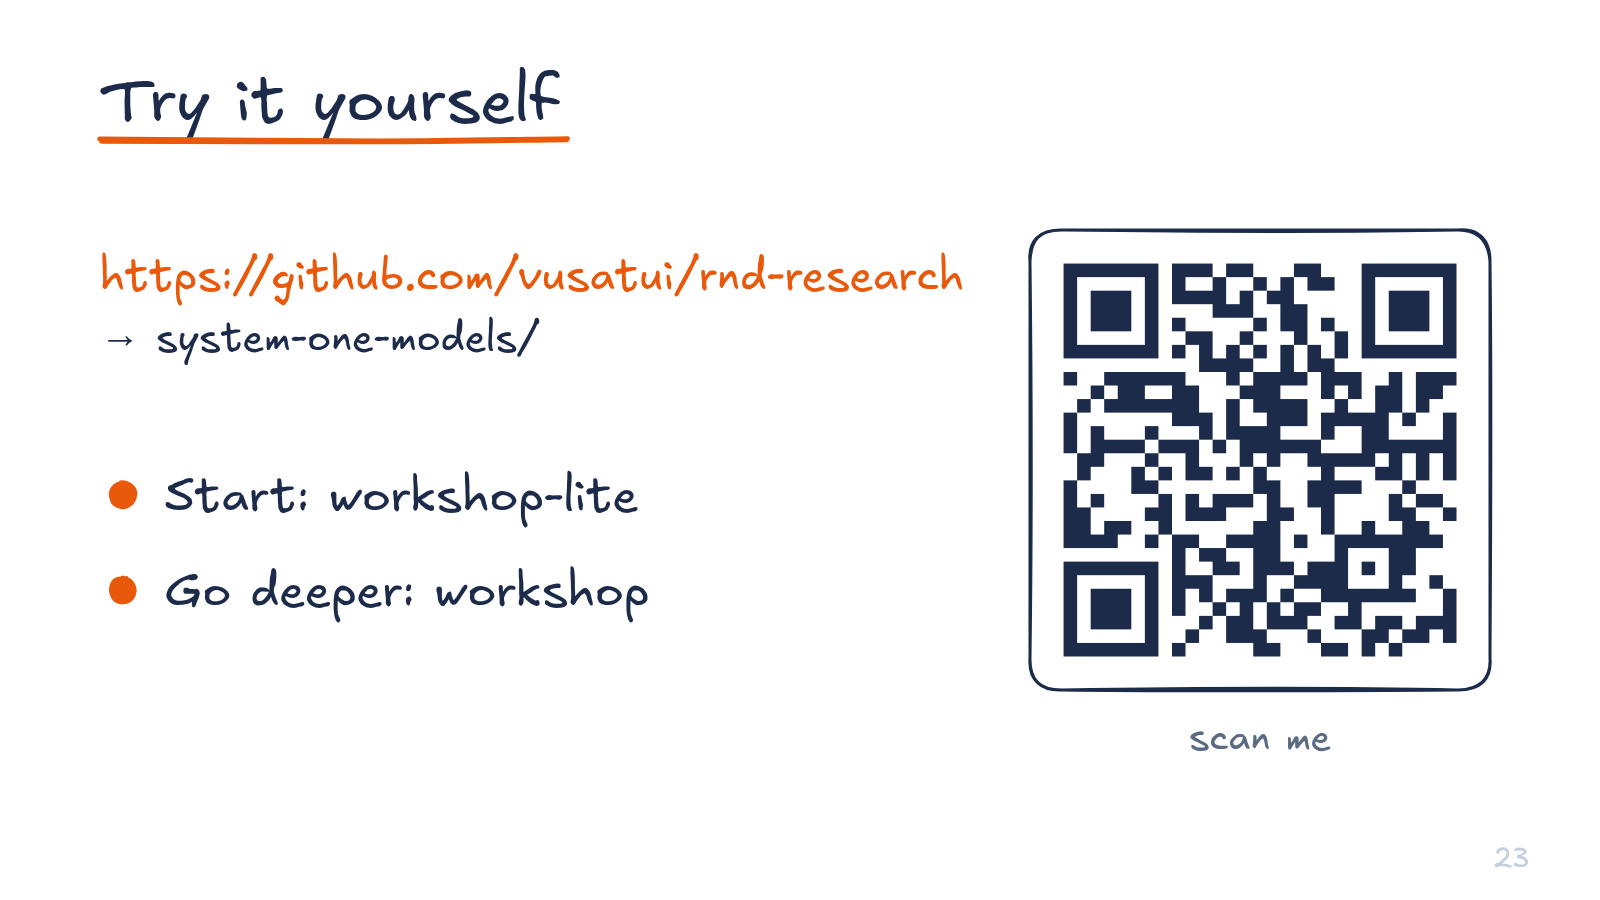 Try it yourself
https://github.com/vusatui/rnd-research
→ system-one-models/
● Start: workshop-lite
● Go deeper: workshop
scan me
23